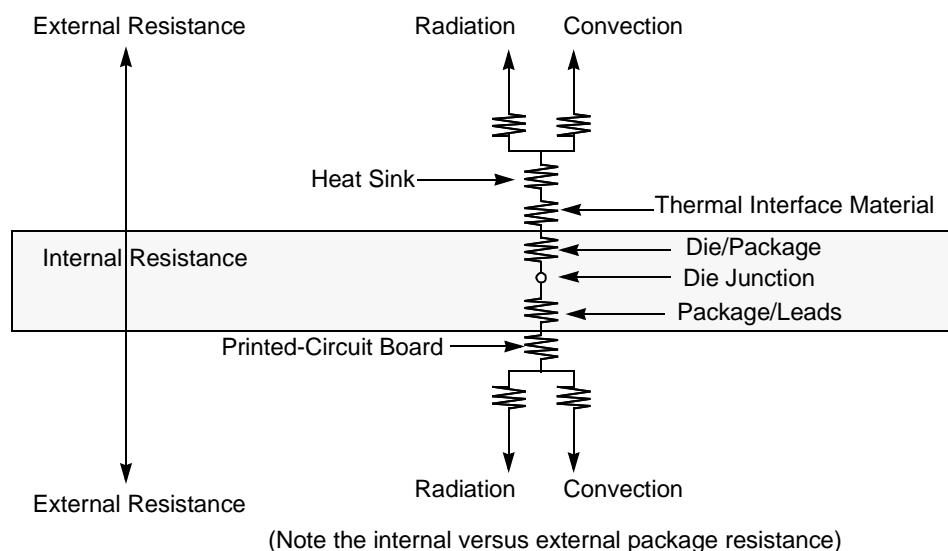 External Resistance
Radiation
Convection
Heat Sink
Thermal Interface Material
Internal Resistance
Die/Package
Die Junction
Package/Leads
Printed-Circuit Board
Radiation
Convection
External Resistance
(Note the internal versus external package resistance)